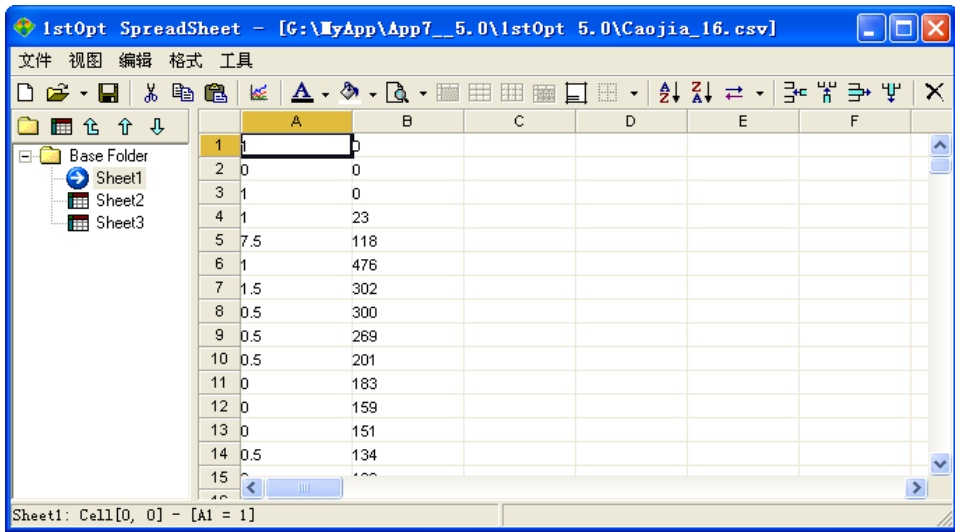 1stOpt SpreadSheet - [G:\MyApp\App7__5.0\1stOpt 5.0\Caojia_16.csv]
文件 视图 编辑 格式 工具
A B C D E F
Base Folder
Sheet1
Sheet2
Sheet3
1 1 0
2 0 0
3 1 0
4 1 23
5 7.5 118
6 1 476
7 1.5 302
8 0.5 300
9 0.5 269
10 0.5 201
11 0 183
12 0 159
13 0 151
14 0.5 134
15
Sheet1: Cell[0, 0] - [A1 = 1]